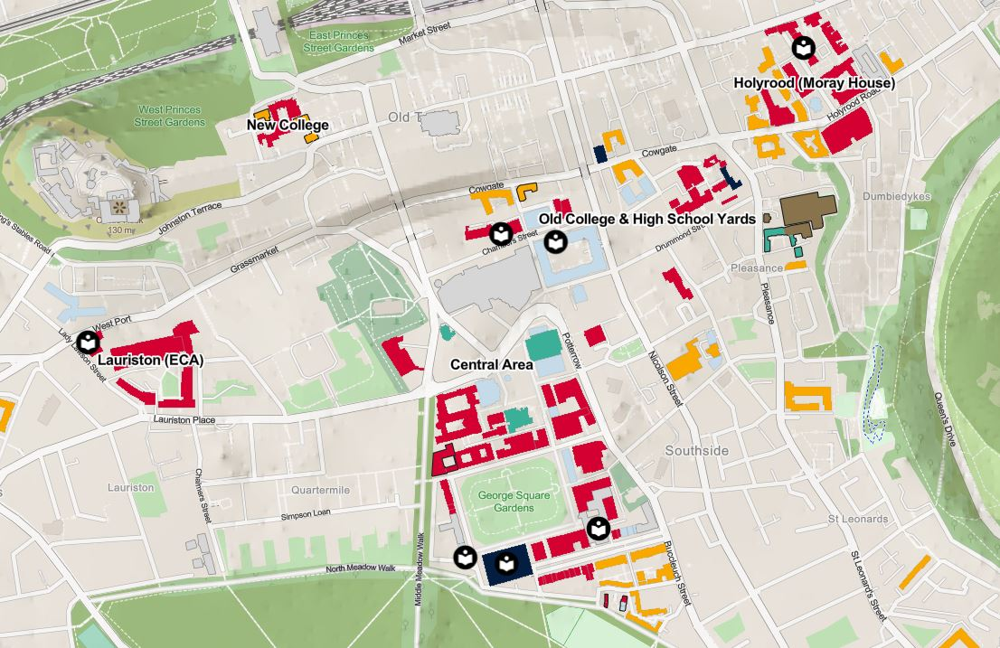 Market Street
East Princes
Street Gardens
Holyrood (Moray House)
Holyrood Road
West Princes
Street Gardens
New College
Old T
Cowgate
Cowgate
Dumbiedykes
130 m
Johnston Terrace
Old College & High School Yards
Chambers Street
Drummond Stre
Grassmarket
Pleasance
Pleasance
West Port
Lady Lawson Street
Lauriston (ECA)
Central Area
Potterrow
Nicolson Street
Queen's Drive
Lauriston Place
Southside
Chalmers Street
Lauriston
Quartermile
George Square
Gardens
Simpson Loan
St Leonards
Middle Meadow Walk
North Meadow Walk
Buccleuch Street
St Leonard's Street